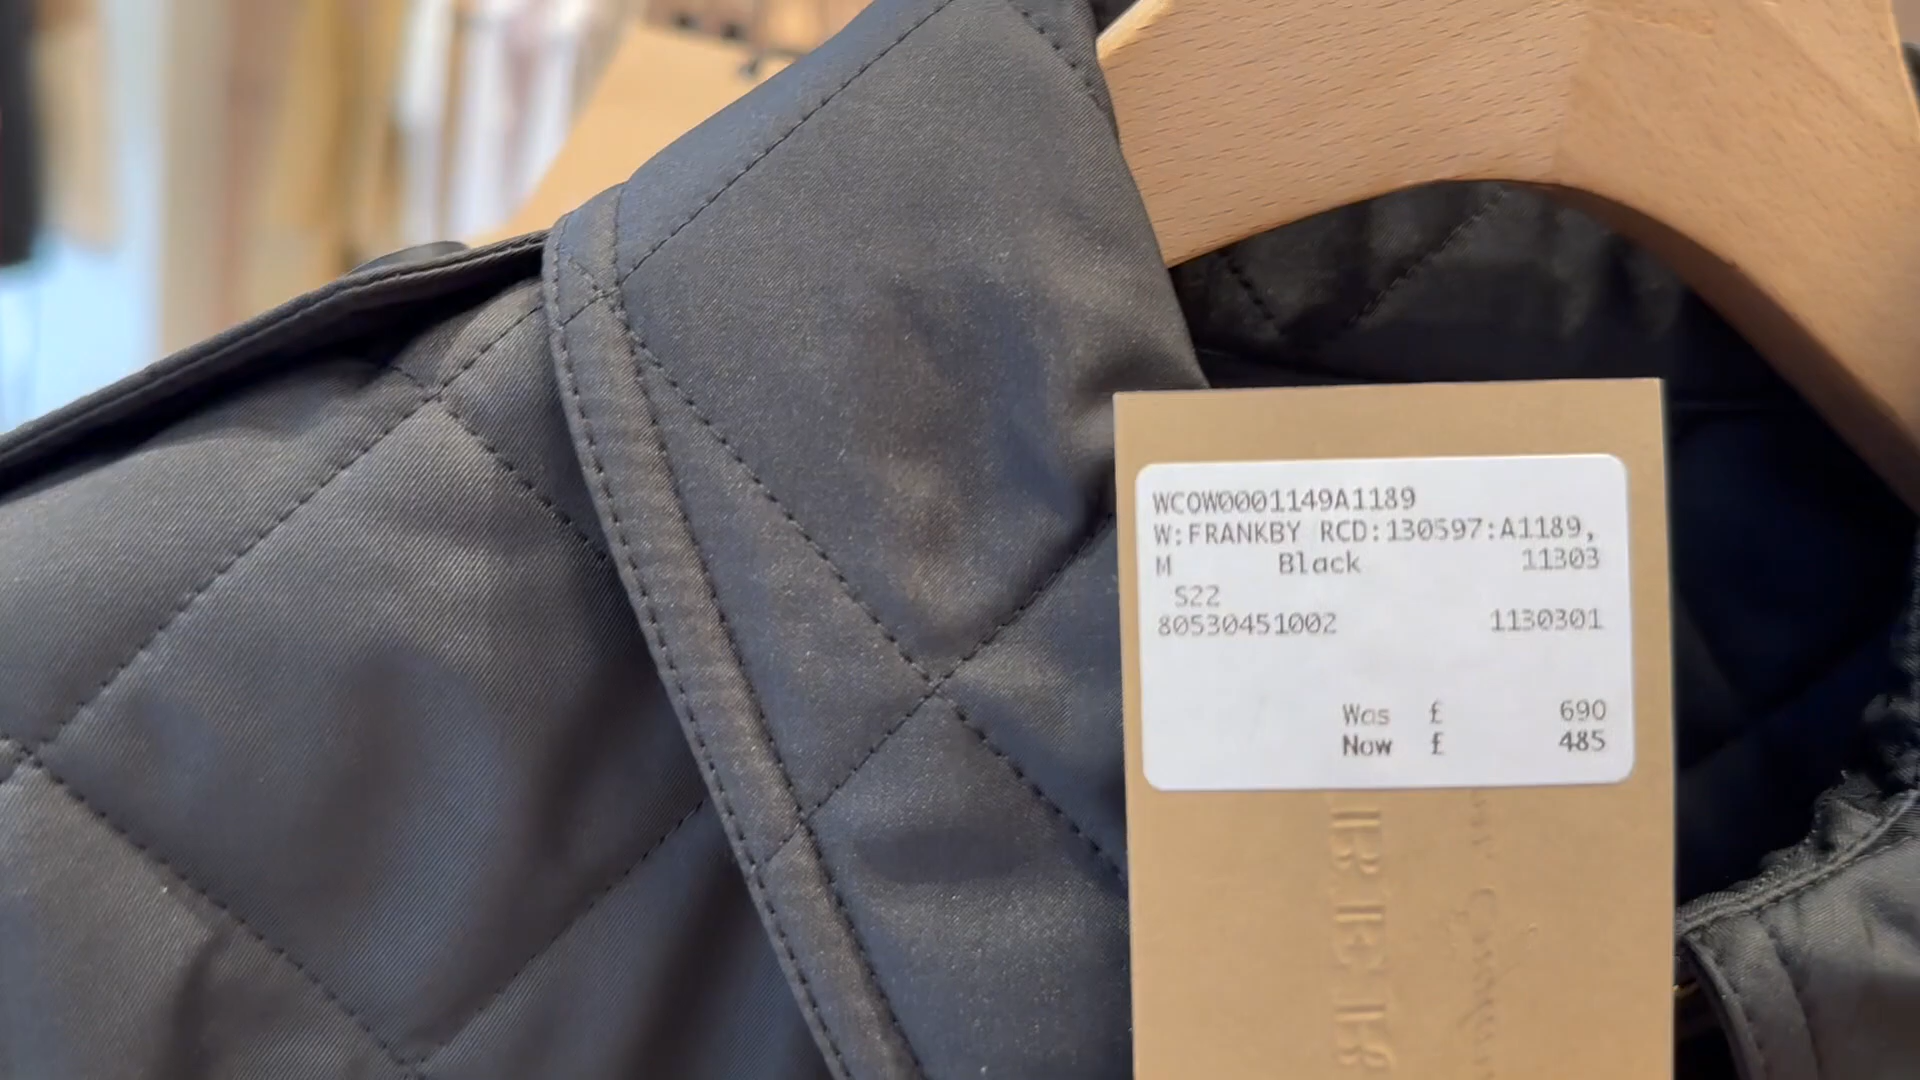 WCOW0001149A1189
W:FRANKBY RCD:130597:A1189,
M Black 11303
S22
80530451002 1130301
Was £ 690
Now £ 485